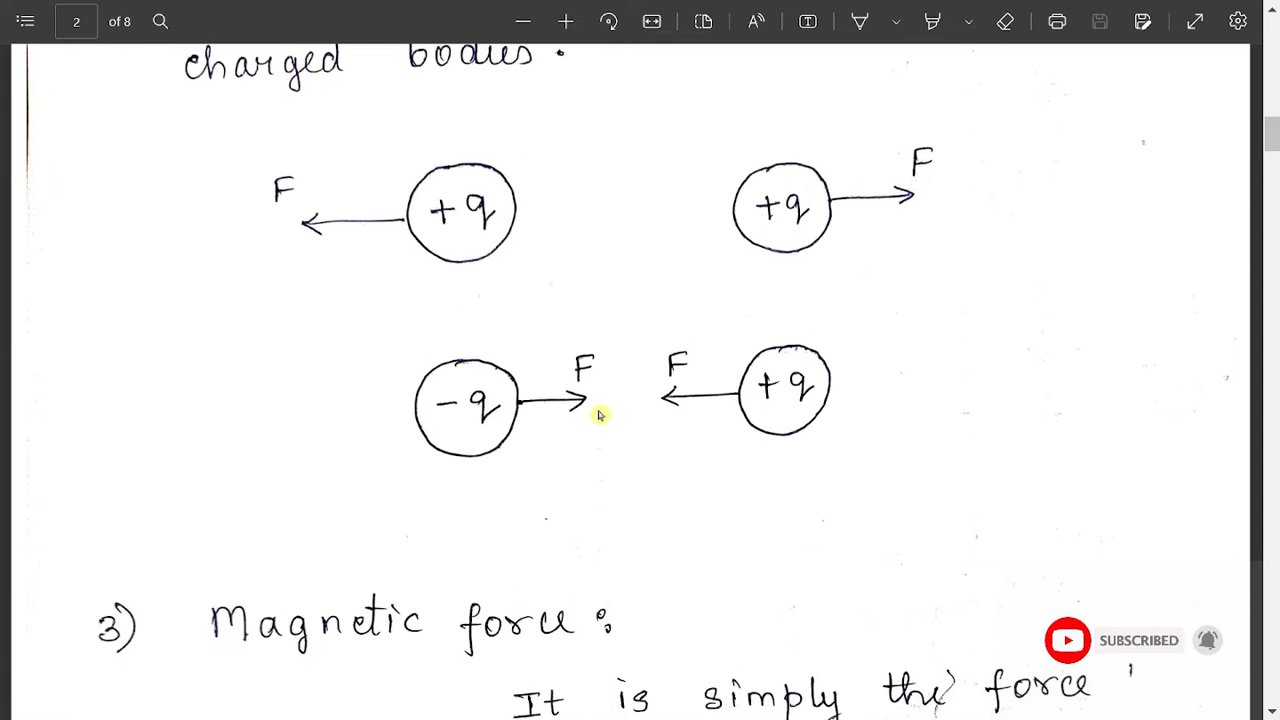 2 of 8
charged bodies.
F +q +q F
-q F F +q
3) Magnetic force:
SUBSCRIBED
It is simply the force